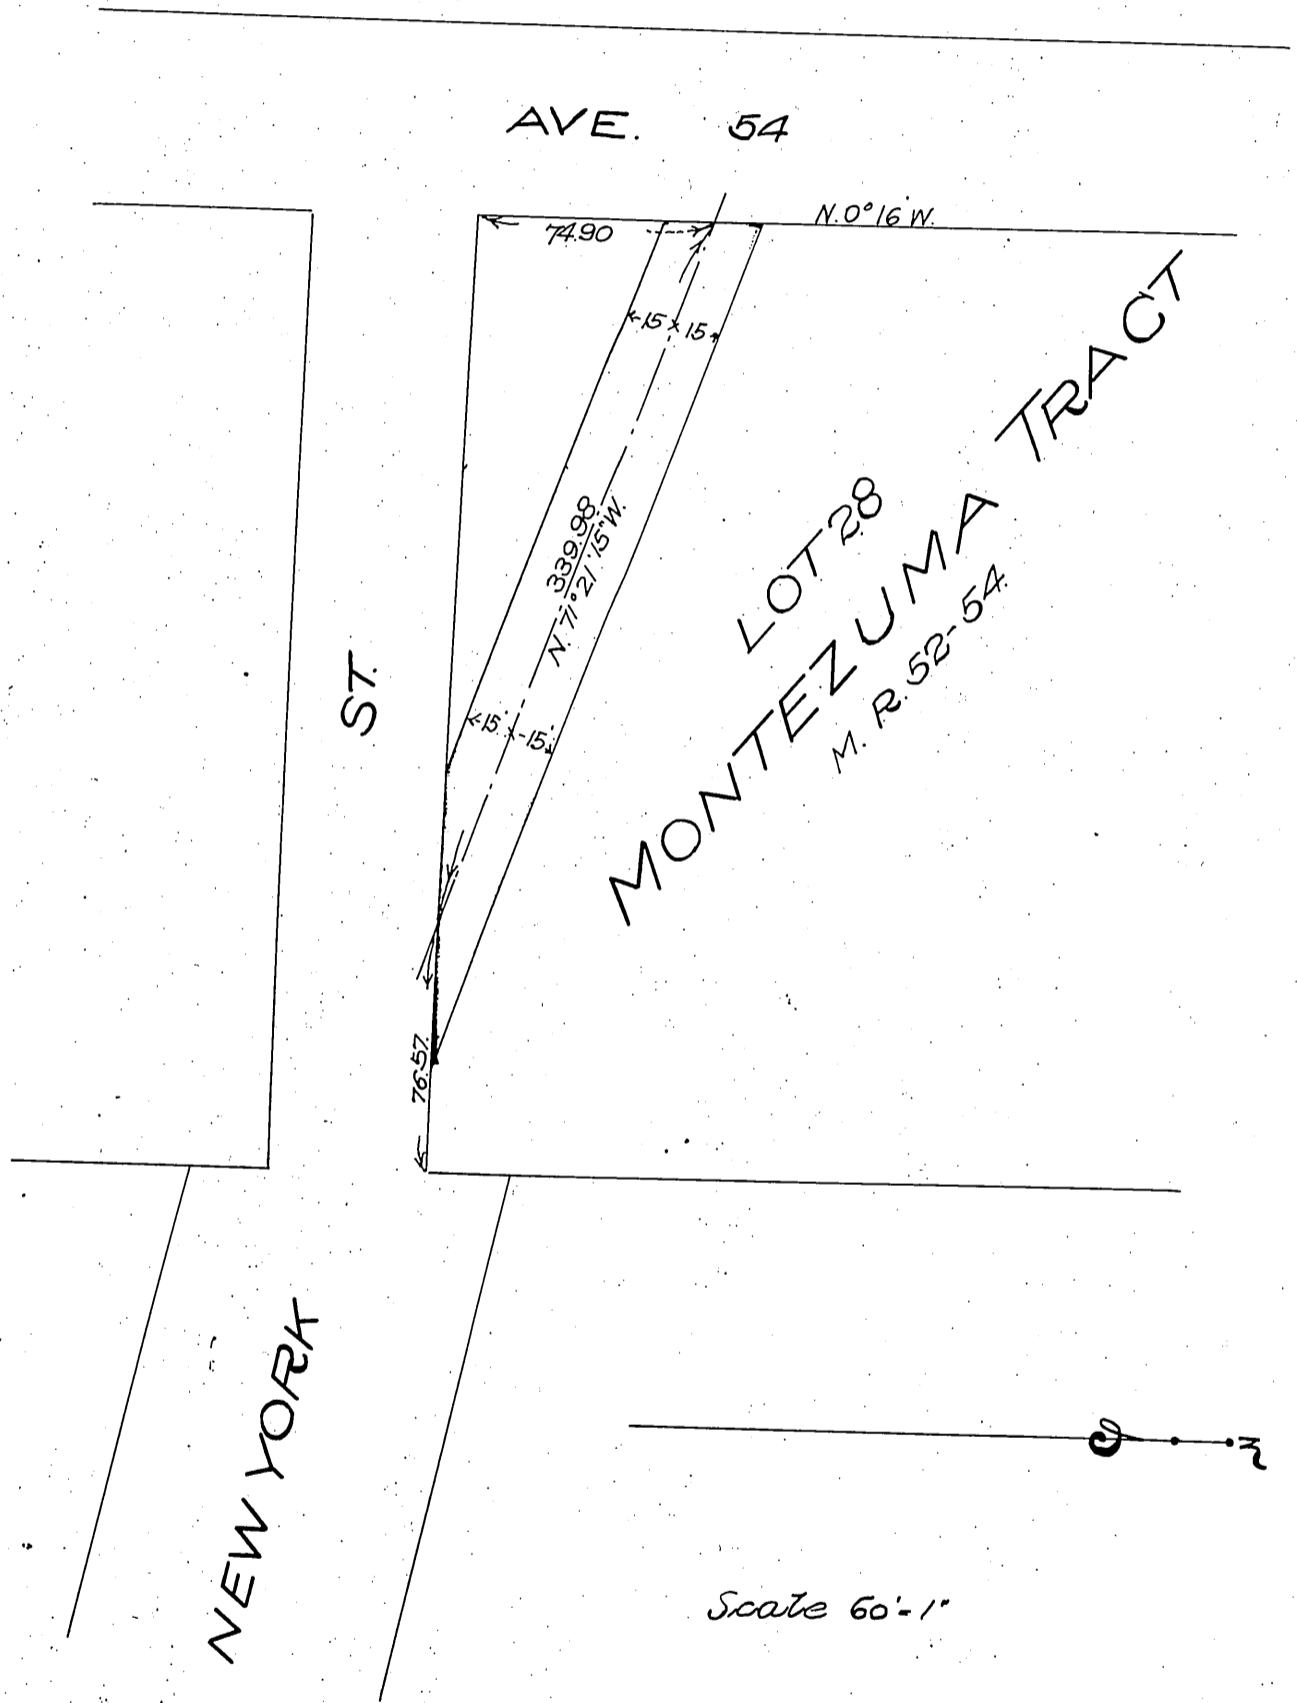 AVE. 54
N.0°16'W.
74.90
15 15
339.98
N.71°21'15"W.
LOT 28
MONTEZUMA TRACT
M. R. 52-54.
ST.
15' 15'
76.57
NEW YORK
Scale 60'-1"